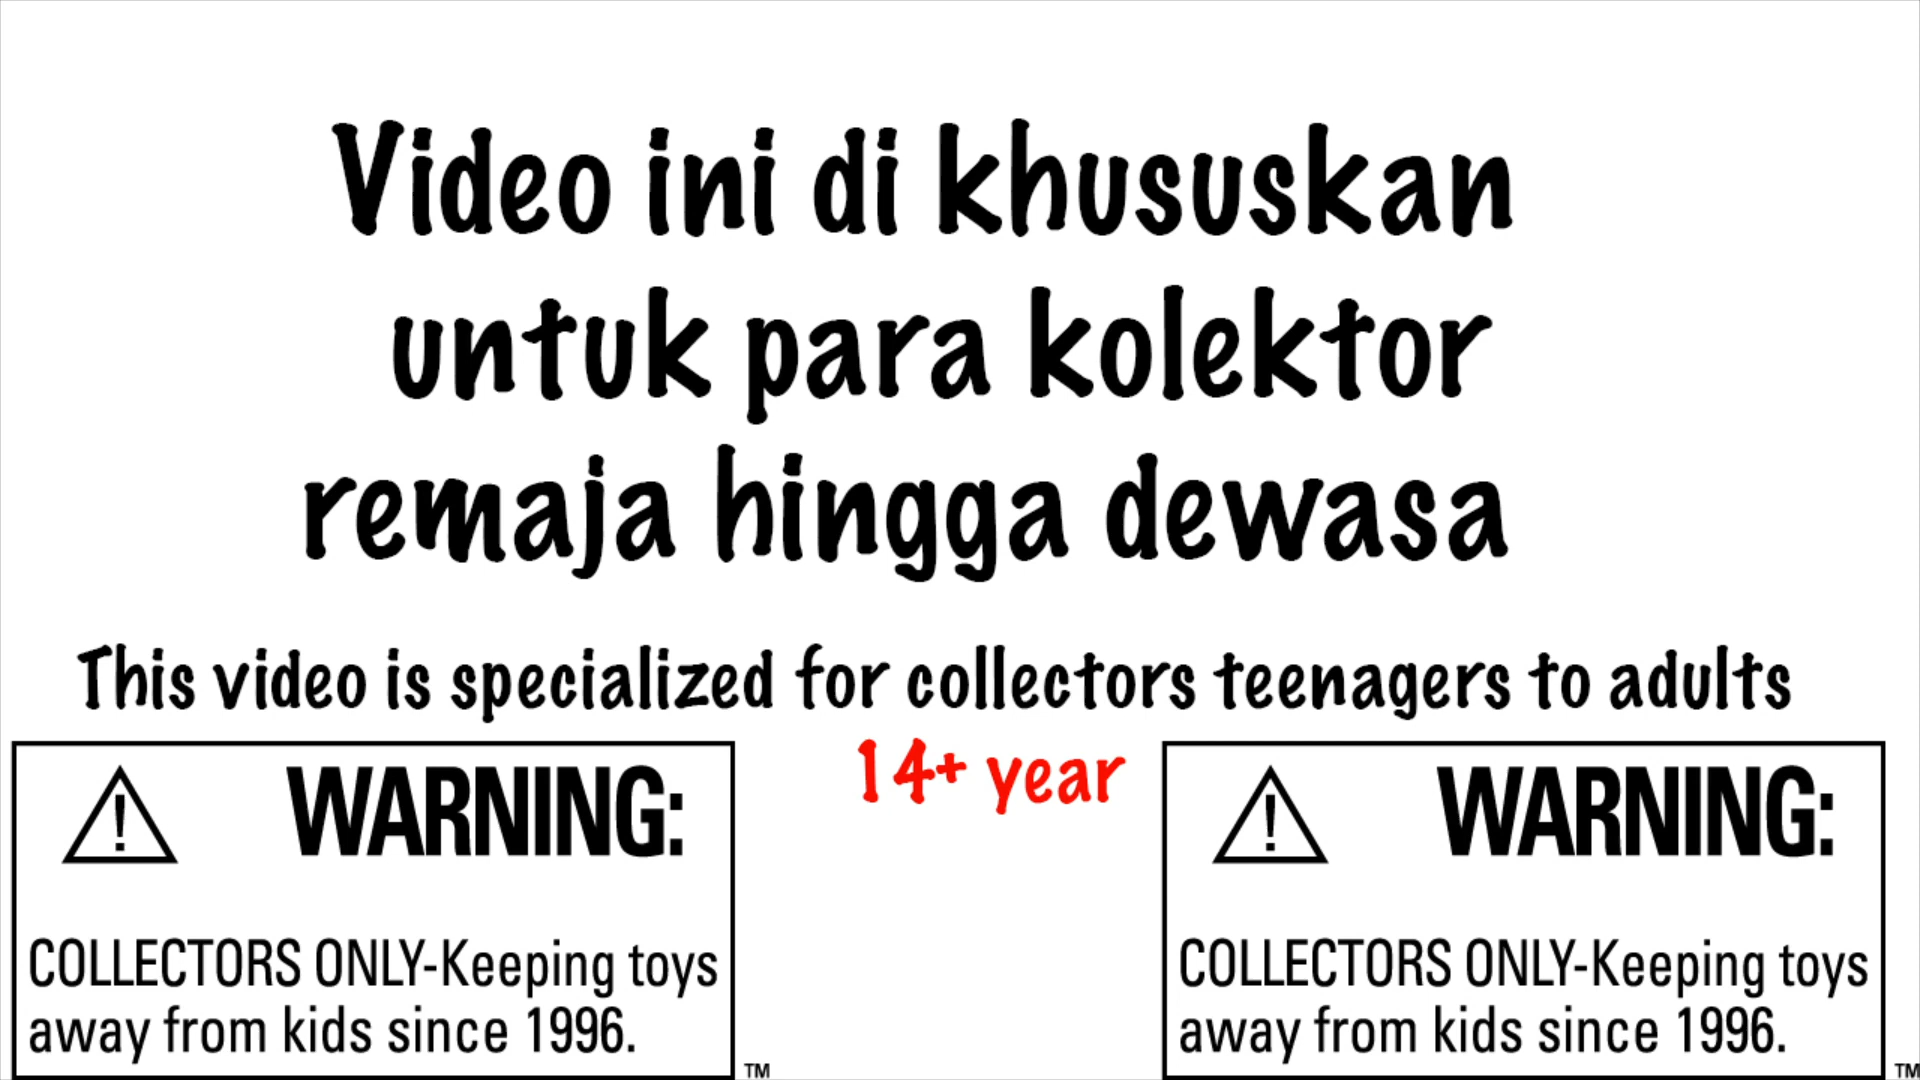 Video ini di khususkan
untuk para kolektor
remaja hingga dewasa
This video is specialized for collectors teenagers to adults
14+ year
WARNING:
COLLECTORS ONLY-Keeping toys
away from kids since 1996.
TM
WARNING:
COLLECTORS ONLY-Keeping toys
away from kids since 1996.
TM